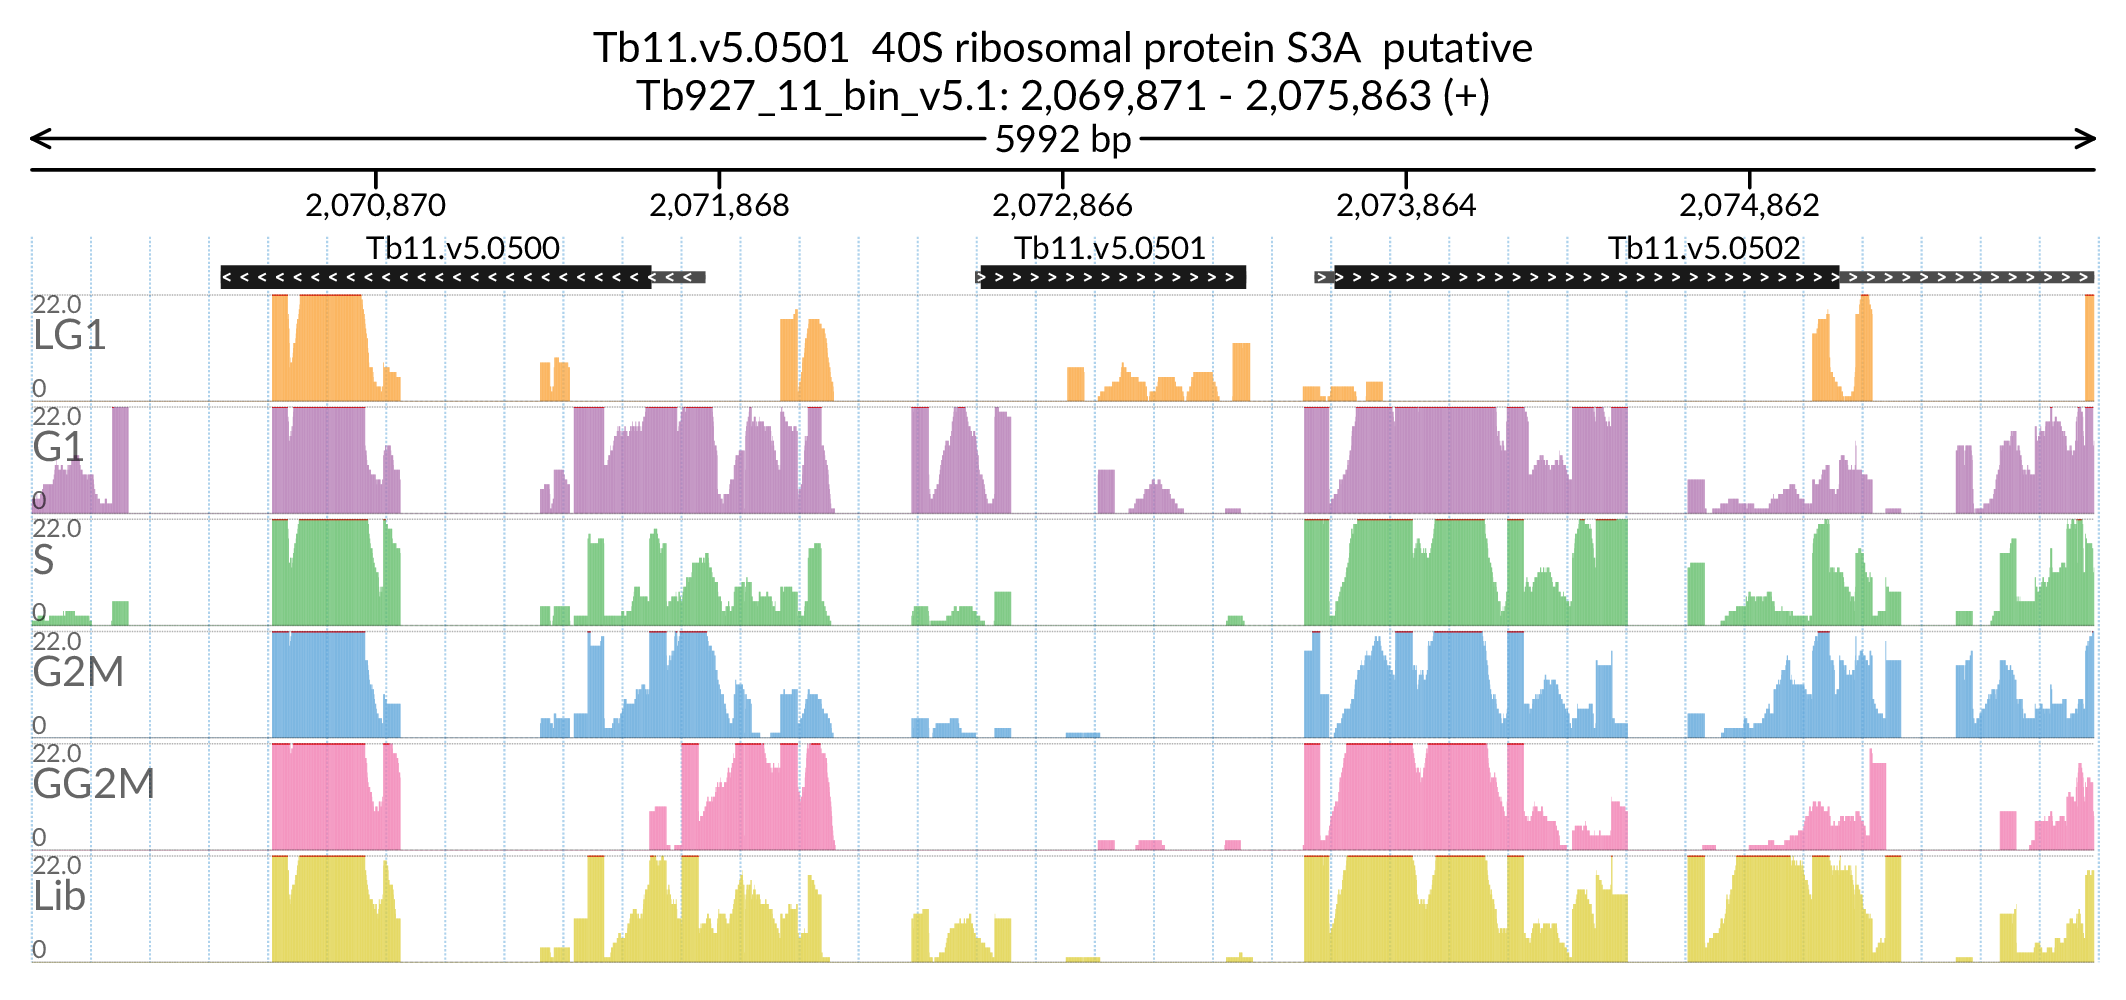 Tb11.v5.0501  40S ribosomal protein S3A  putative
Tb927_11_bin_v5.1: 2,069,871 - 2,075,863 (+)
5992 bp
2,070,870 2,071,868 2,072,866 2,073,864 2,074,862
Tb11.v5.0500 Tb11.v5.0501 Tb11.v5.0502
22.0
LG1
0
22.0
G1
0
22.0
S
0
22.0
G2M
0
22.0
GG2M
0
22.0
Lib
0